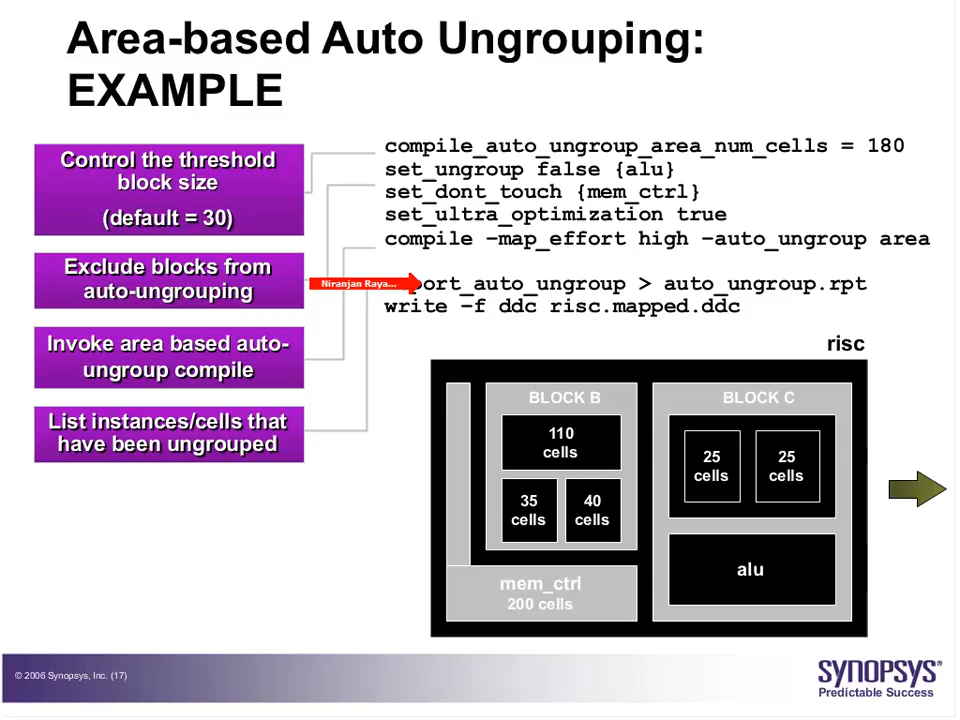 Area-based Auto Ungrouping:
EXAMPLE
Control the threshold
block size
(default = 30)
Exclude blocks from
auto-ungrouping
Invoke area based auto-
ungroup compile
List instances/cells that
have been ungrouped
compile_auto_ungroup_area_num_cells = 180
set_ungroup false {alu}
set_dont_touch {mem_ctrl}
set_ultra_optimization true
compile –map_effort high –auto_ungroup area
Niranjan Raya...
port_auto_ungroup > auto_ungroup.rpt
write –f ddc risc.mapped.ddc
risc
BLOCK B
110
cells
35
cells
40
cells
mem_ctrl
200 cells
BLOCK C
25
cells
25
cells
alu
© 2006 Synopsys, Inc. (17)
SYNOPSYS®
Predictable Success